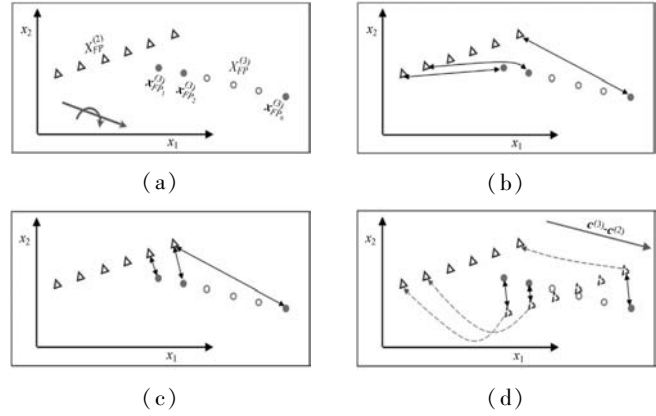 x₂
X_FP^(2)
X_FP^(3)
x_FP₁^(3)
x_FP₂^(3)
x_FP₆^(3)
x₁
(a)
x₂
x₁
(b)
x₂
x₁
(c)
x₂
c^(3)-c^(2)
x₁
(d)